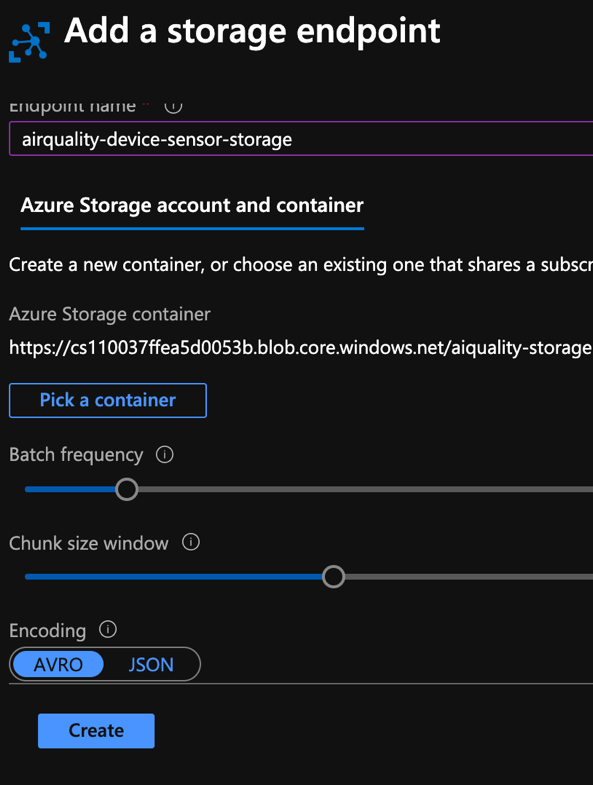 Add a storage endpoint
Endpoint name *
airquality-device-sensor-storage
Azure Storage account and container
Create a new container, or choose an existing one that shares a subscr
Azure Storage container
https://cs110037ffea5d0053b.blob.core.windows.net/aiquality-storage
Pick a container
Batch frequency
Chunk size window
Encoding
AVRO JSON
Create